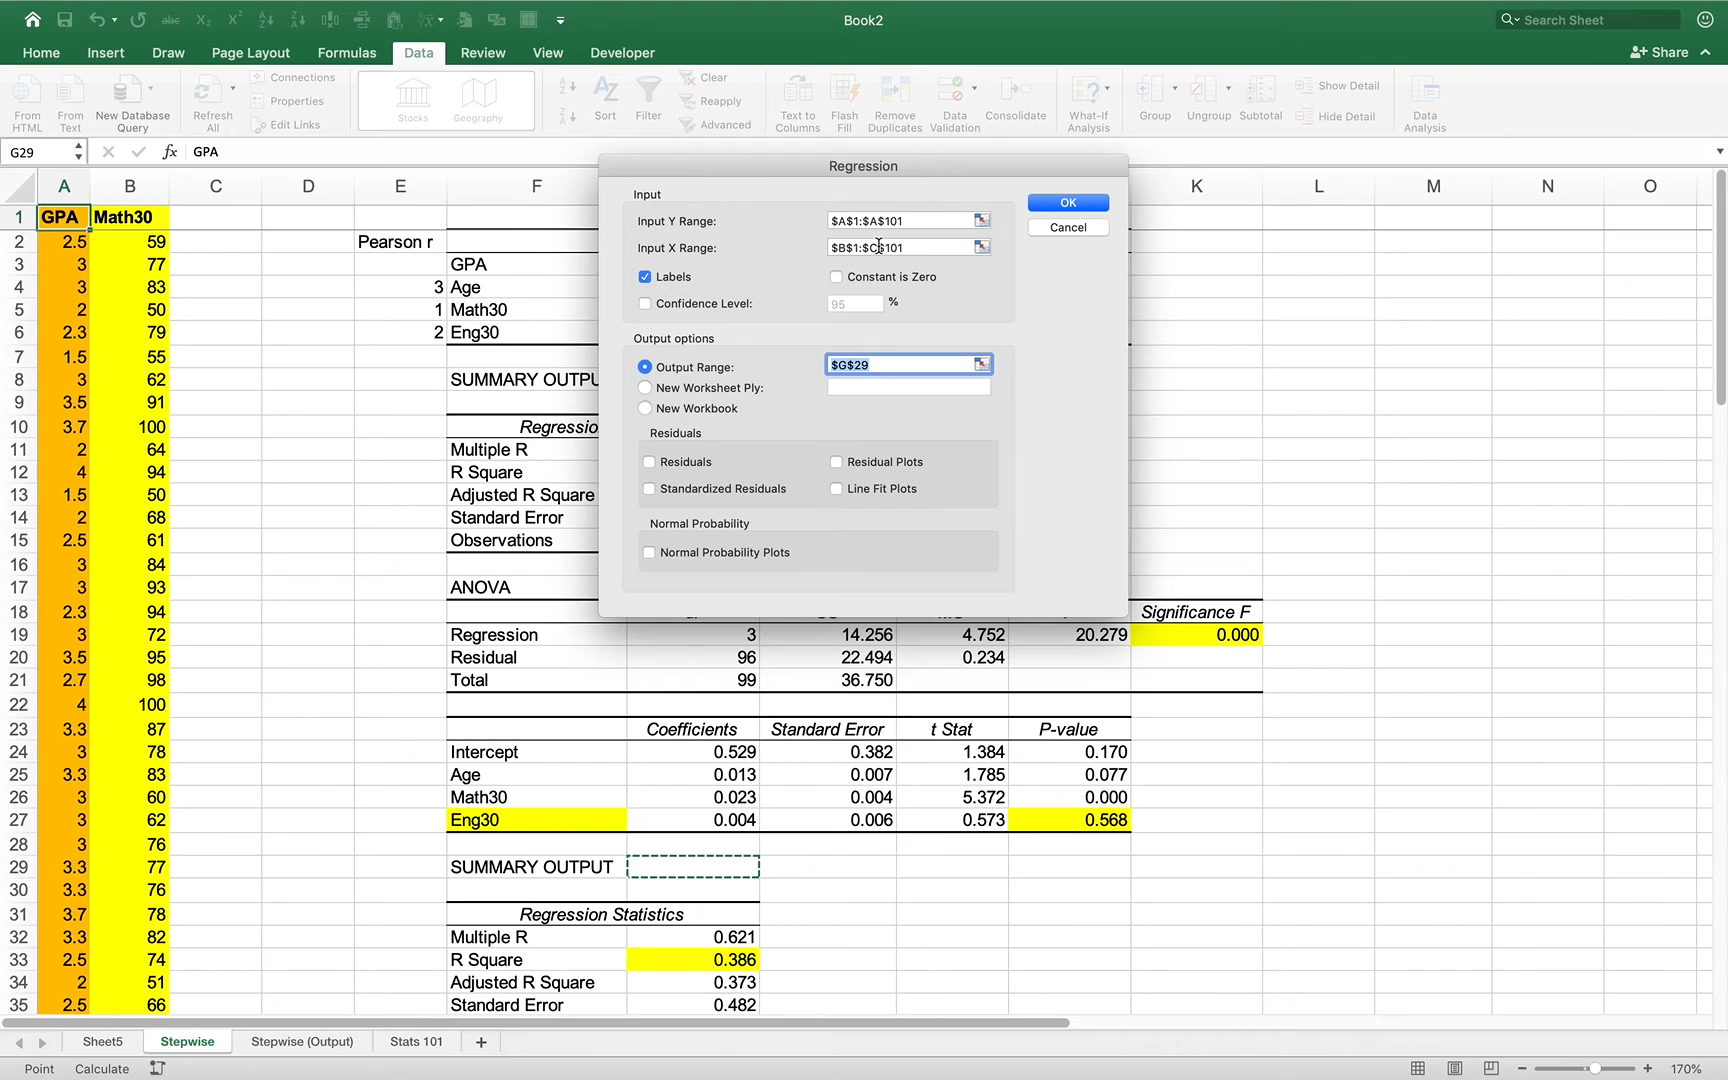 Book2
Search Sheet
Home Insert Draw Page Layout Formulas Data Review View Developer
Share
From HTML
From Text
New Database Query
Refresh All
Connections
Properties
Edit Links
Stocks
Geography
Sort
Filter
Clear
Reapply
Advanced
Text to Columns
Flash Fill
Remove Duplicates
Data Validation
Consolidate
What-If Analysis
Group
Ungroup
Subtotal
Show Detail
Hide Detail
Data Analysis
G29 fx GPA
A B C D E F K L M N O
1 GPA Math30
2 2.5 59 Pearson r
3 3 77 GPA
4 3 83 3 Age
5 2 50 1 Math30
6 2.3 79 2 Eng30
7 1.5 55
8 3 62 SUMMARY OUTPU
9 3.5 91
10 3.7 100 Regressio
11 2 64 Multiple R
12 4 94 R Square
13 1.5 50 Adjusted R Square
14 2 68 Standard Error
15 2.5 61 Observations
16 3 84
17 3 93 ANOVA
18 2.3 94 Significance F
19 3 72 Regression 3 14.256 4.752 20.279 0.000
20 3.5 95 Residual 96 22.494 0.234
21 2.7 98 Total 99 36.750
22 4 100
23 3.3 87 Coefficients Standard Error t Stat P-value
24 3 78 Intercept 0.529 0.382 1.384 0.170
25 3.3 83 Age 0.013 0.007 1.785 0.077
26 3 60 Math30 0.023 0.004 5.372 0.000
27 3 62 Eng30 0.004 0.006 0.573 0.568
28 3 76
29 3.3 77 SUMMARY OUTPUT
30 3.3 76
31 3.7 78 Regression Statistics
32 3.3 82 Multiple R 0.621
33 2.5 74 R Square 0.386
34 2 51 Adjusted R Square 0.373
35 2.5 66 Standard Error 0.482
Regression
Input
Input Y Range: $A$1:$A$101
OK
Input X Range: $B$1:$C$101
Cancel
Labels
Constant is Zero
Confidence Level: 95 %
Output options
Output Range: $G$29
New Worksheet Ply:
New Workbook
Residuals
Residuals
Residual Plots
Standardized Residuals
Line Fit Plots
Normal Probability
Normal Probability Plots
Sheet5 Stepwise Stepwise (Output) Stats 101
Point Calculate 170%